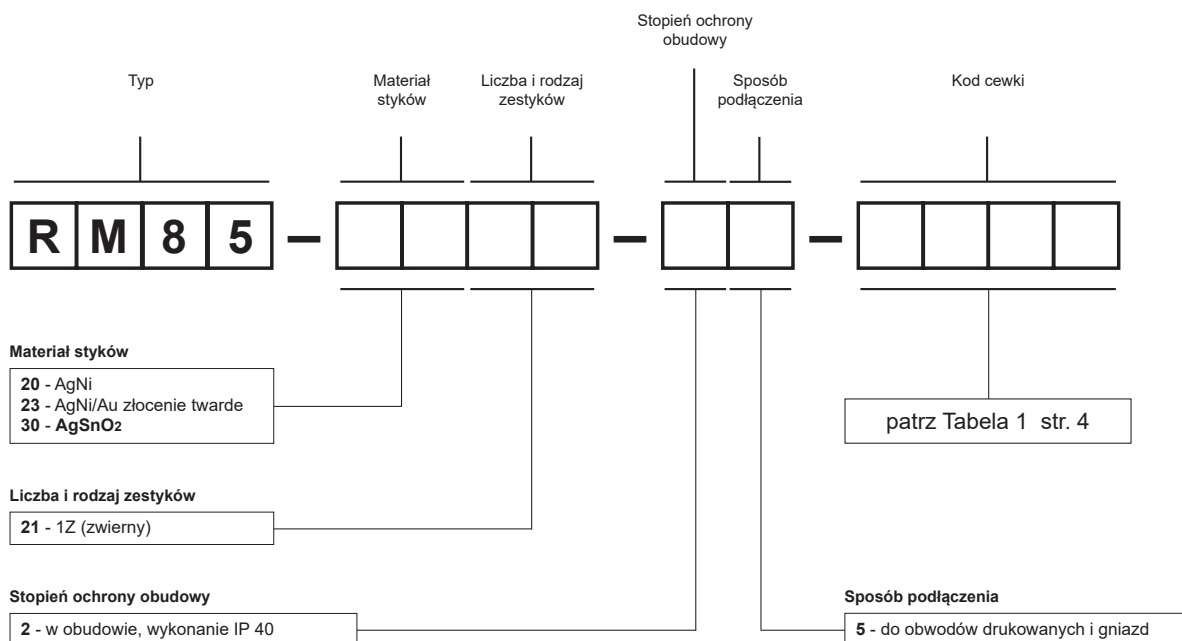 Stopień ochrony
obudowy
Typ
Materiał
styków
Liczba i rodzaj
zestyków
Sposób
podłączenia
Kod cewki
R M 8 5 – – –
Materiał styków
20 - AgNi
23 - AgNi/Au złocenie twarde
30 - AgSnO2
patrz Tabela 1 str. 4
Liczba i rodzaj zestyków
21 - 1Z (zwierny)
Stopień ochrony obudowy
2 - w obudowie, wykonanie IP 40
Sposób podłączenia
5 - do obwodów drukowanych i gniazd